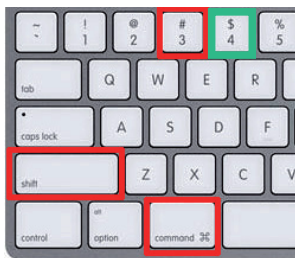 ~ ! @ # $ %
` 1 2 3 4 5
tab Q W E R
caps lock A S D F
shift Z X C V
alt
control option command ⌘